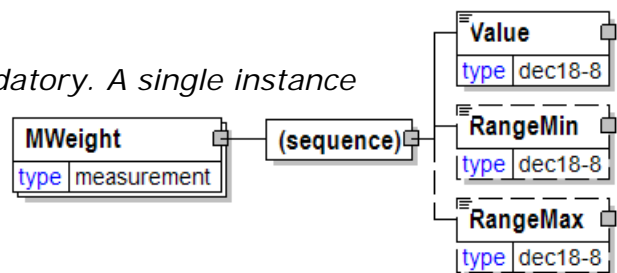 Value
type dec18-8
datory. A single instance
RangeMin
type dec18-8
MWeight
type measurement
(sequence)
RangeMax
type dec18-8